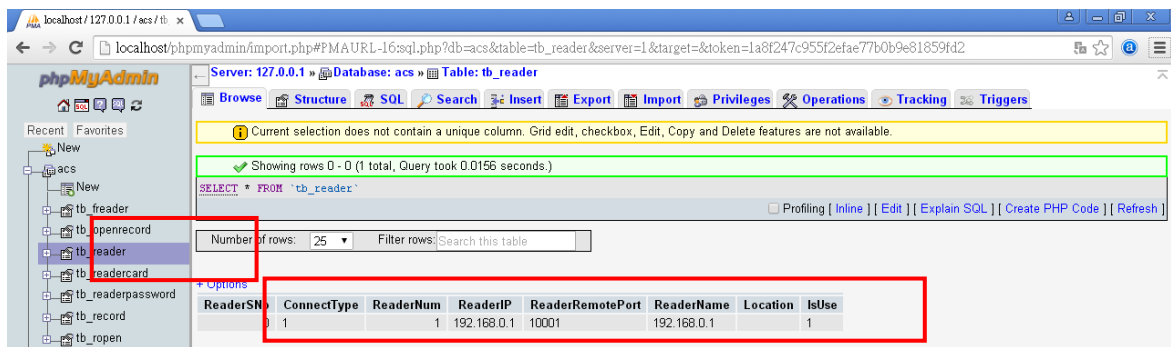 localhost / 127.0.0.1 / acs / tb
localhost/phpmyadmin/import.php#PMAURL-16:sql.php?db=acs&table=tb_reader&server=1&target=&token=1a8f247c955f2efae77b0b9e81859fd2
phpMyAdmin
Recent Favorites
New
acs
New
tb_freader
tb_openrecord
tb_reader
tb_readercard
tb_readerpassword
tb_record
tb_ropen
Server: 127.0.0.1 » Database: acs » Table: tb_reader
Browse Structure SQL Search Insert Export Import Privileges Operations Tracking Triggers
Current selection does not contain a unique column. Grid edit, checkbox, Edit, Copy and Delete features are not available.
Showing rows 0 - 0 (1 total, Query took 0.0156 seconds.)
SELECT * FROM `tb_reader`
Profiling [ Inline ] [ Edit ] [ Explain SQL ] [ Create PHP Code ] [ Refresh ]
Number of rows: 25 Filter rows: Search this table
+ Options
ReaderSNo ConnectType ReaderNum ReaderIP ReaderRemotePort ReaderName Location IsUse
1 1 192.168.0.1 10001 192.168.0.1 1